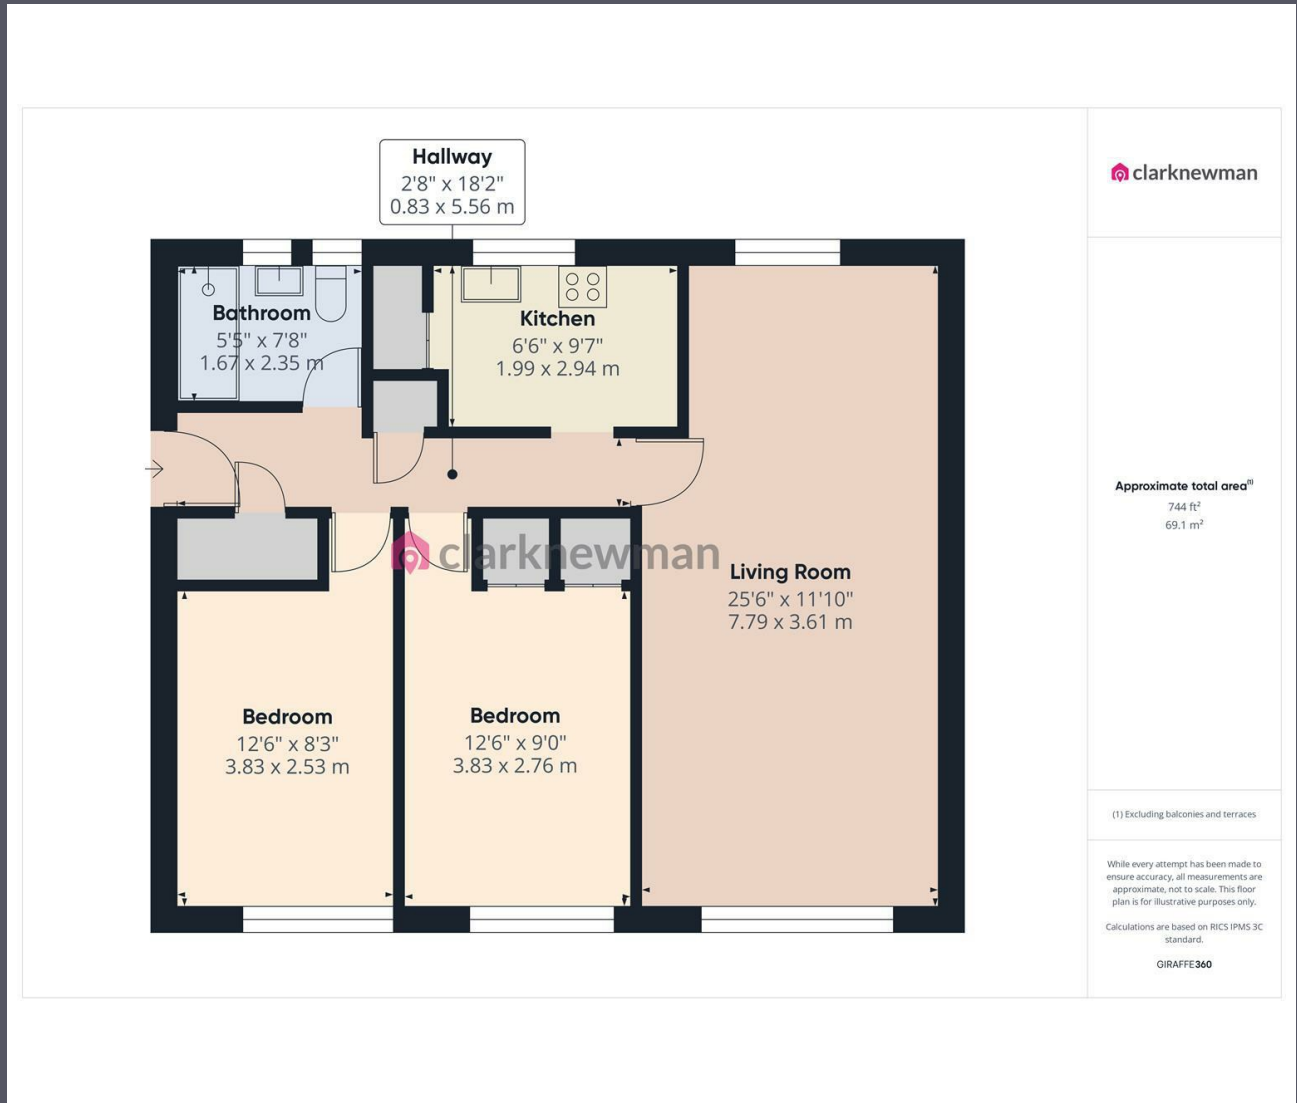 Hallway
2'8" x 18'2"
0.83 x 5.56 m
clarknewman
Bathroom
5'5" x 7'8"
1.67 x 2.35 m
Kitchen
6'6" x 9'7"
1.99 x 2.94 m
clarknewman
Living Room
25'6" x 11'10"
7.79 x 3.61 m
Bedroom
12'6" x 8'3"
3.83 x 2.53 m
Bedroom
12'6" x 9'0"
3.83 x 2.76 m
Approximate total area⁽¹⁾
744 ft²
69.1 m²
(1) Excluding balconies and terraces
While every attempt has been made to
ensure accuracy, all measurements are
approximate, not to scale. This floor
plan is for illustrative purposes only.
Calculations are based on RICS IPMS 3C
standard.
GIRAFFE360